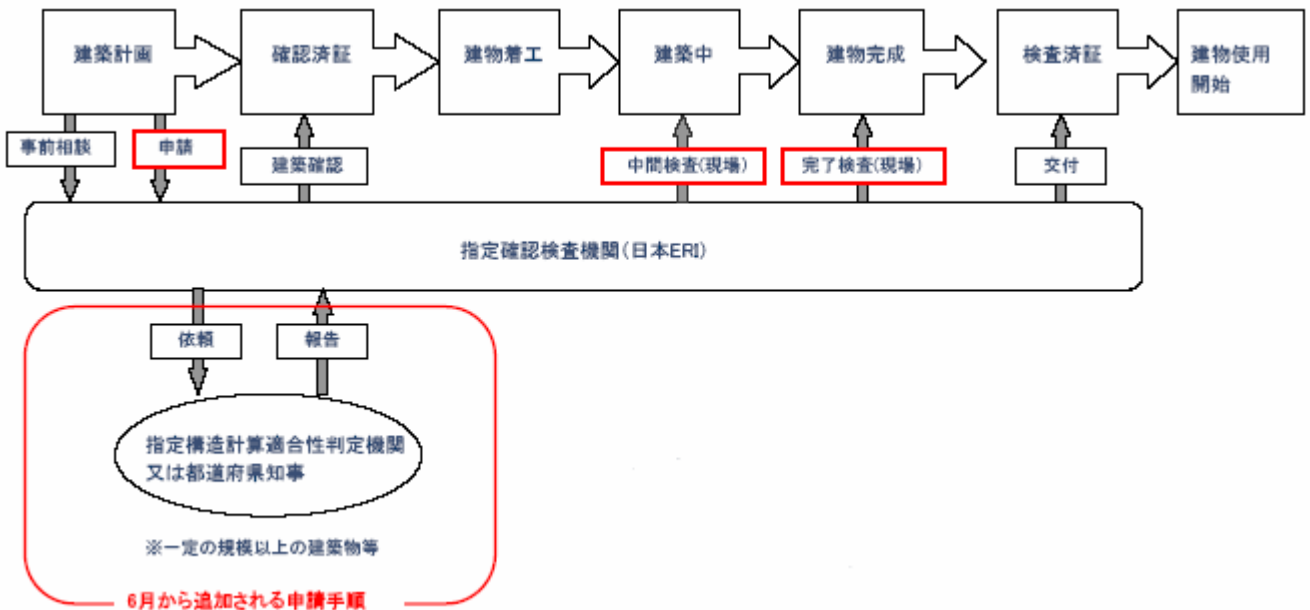 建築計画
確認済証
建物着工
建築中
建物完成
検査済証
建物使用
開始
事前相談
申請
建築確認
中間検査(現場)
完了検査(現場)
交付
指定確認検査機関(日本ERI)
依頼
報告
指定構造計算適合性判定機関
又は都道府県知事
※一定の規模以上の建築物等
6月から追加される申請手順